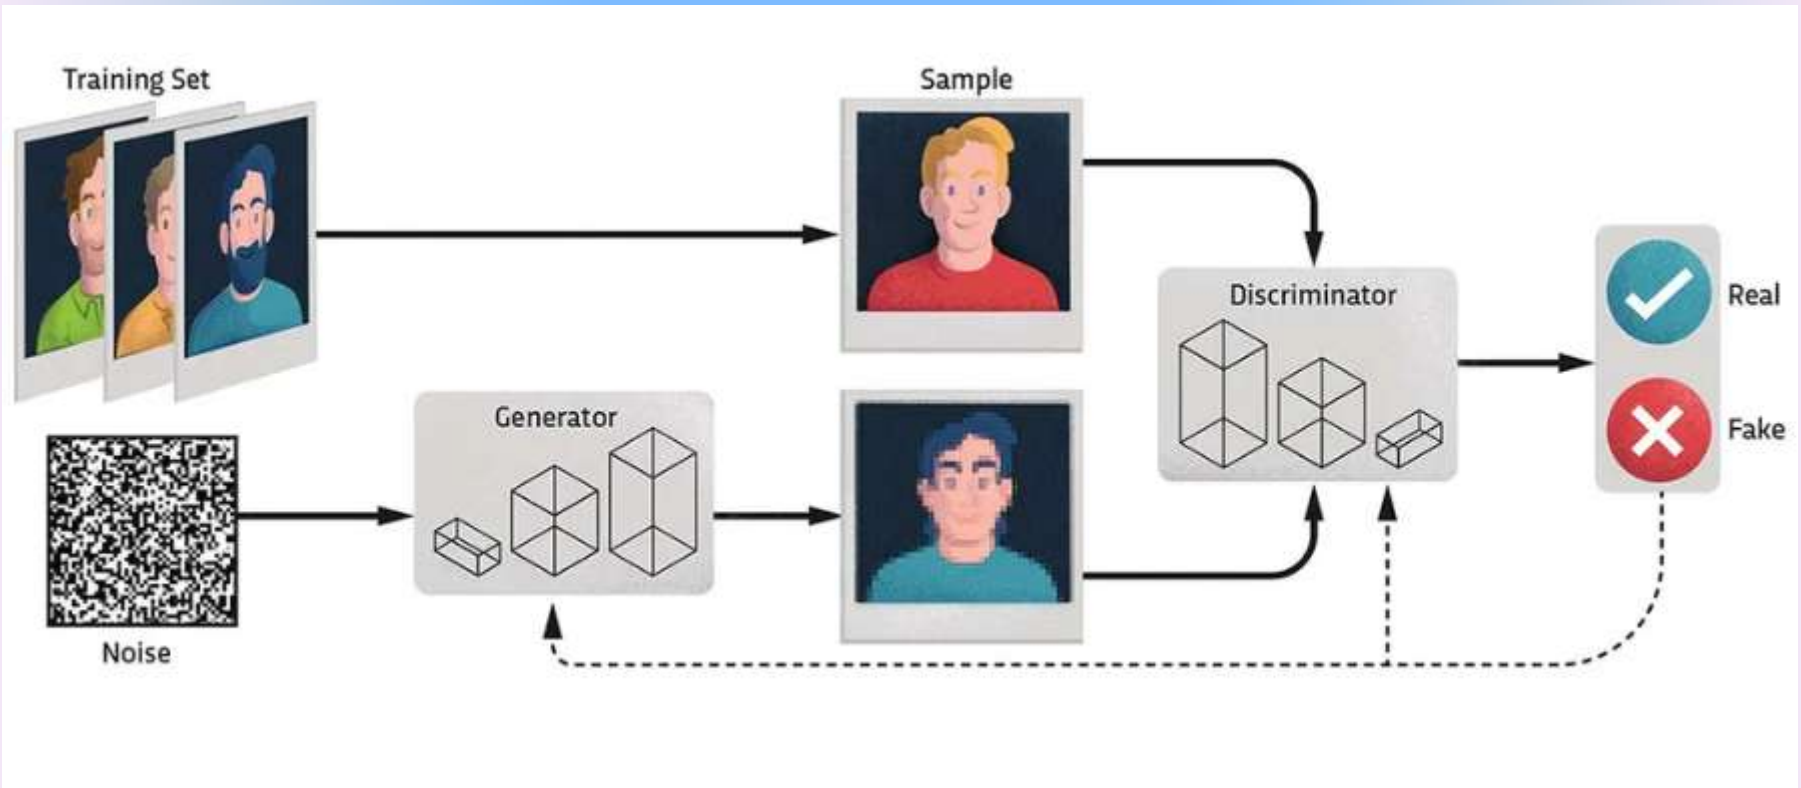 Training Set
Sample
Discriminator
Real
Generator
Fake
Noise